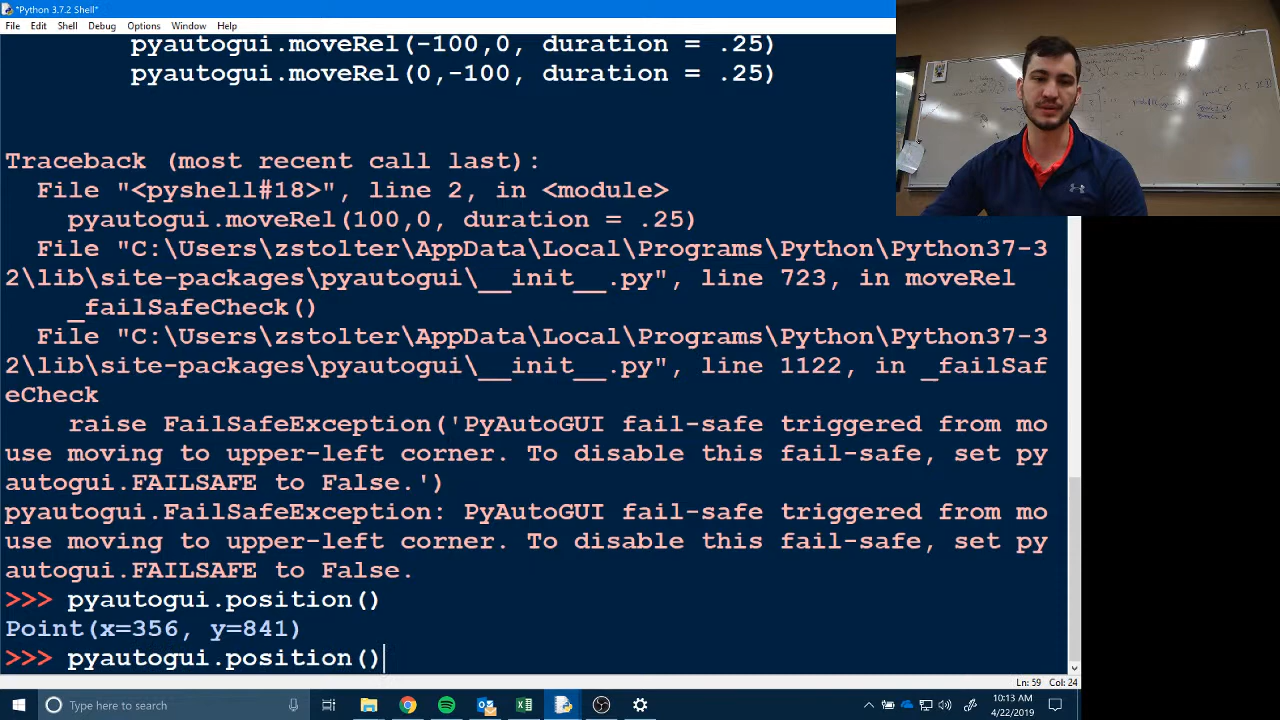 *Python 3.7.2 Shell*
File Edit Shell Debug Options Window Help
pyautogui.moveRel(-100,0, duration = .25)
pyautogui.moveRel(0,-100, duration = .25)
Traceback (most recent call last):
File "<pyshell#18>", line 2, in <module>
pyautogui.moveRel(100,0, duration = .25)
File "C:\Users\zstolter\AppData\Local\Programs\Python\Python37-3
2\lib\site-packages\pyautogui\__init__.py", line 723, in moveRel
_failSafeCheck()
File "C:\Users\zstolter\AppData\Local\Programs\Python\Python37-3
2\lib\site-packages\pyautogui\__init__.py", line 1122, in _failSaf
eCheck
raise FailSafeException('PyAutoGUI fail-safe triggered from mo
use moving to upper-left corner. To disable this fail-safe, set py
autogui.FAILSAFE to False.')
pyautogui.FailSafeException: PyAutoGUI fail-safe triggered from mo
use moving to upper-left corner. To disable this fail-safe, set py
autogui.FAILSAFE to False.
>>> pyautogui.position()
Point(x=356, y=841)
>>> pyautogui.position()
Ln: 59 Col: 24
Type here to search
10:13 AM
4/22/2019